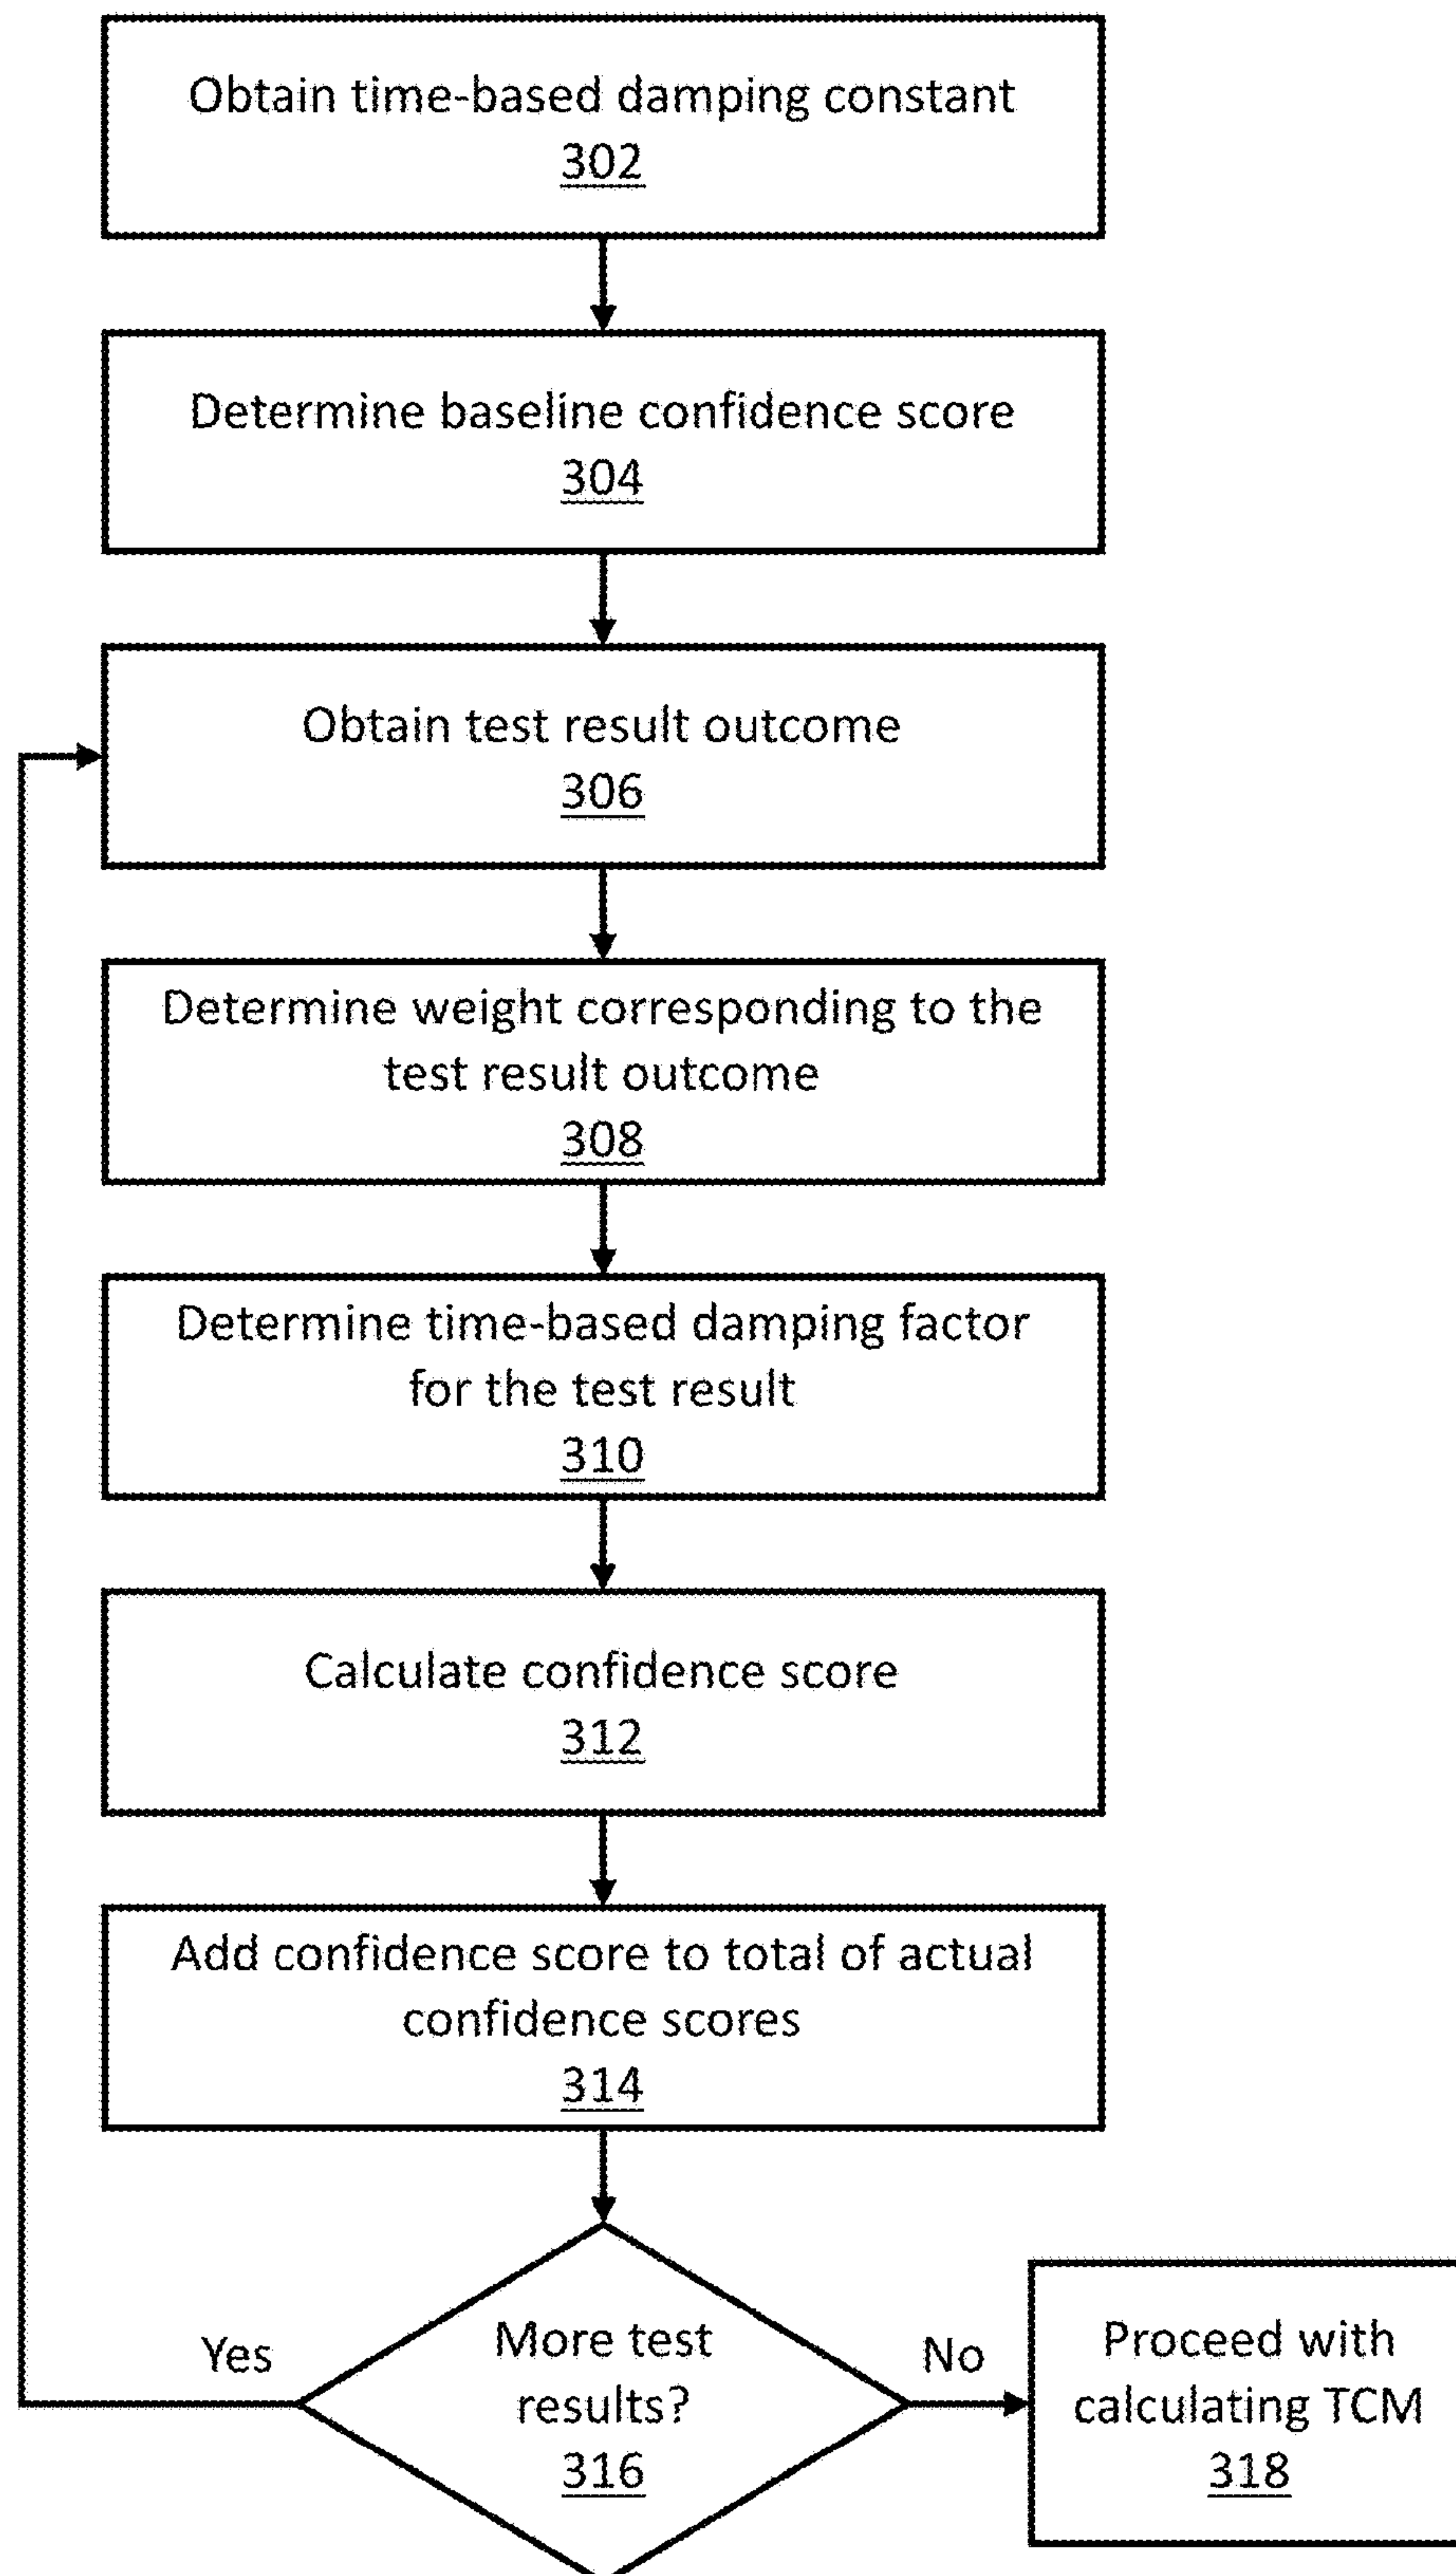 Obtain time-based damping constant
302
Determine baseline confidence score
304
Obtain test result outcome
306
Determine weight corresponding to the
test result outcome
308
Determine time-based damping factor
for the test result
310
Calculate confidence score
312
Add confidence score to total of actual
confidence scores
314
Yes
More test
results?
316
No
Proceed with
calculating TCM
318